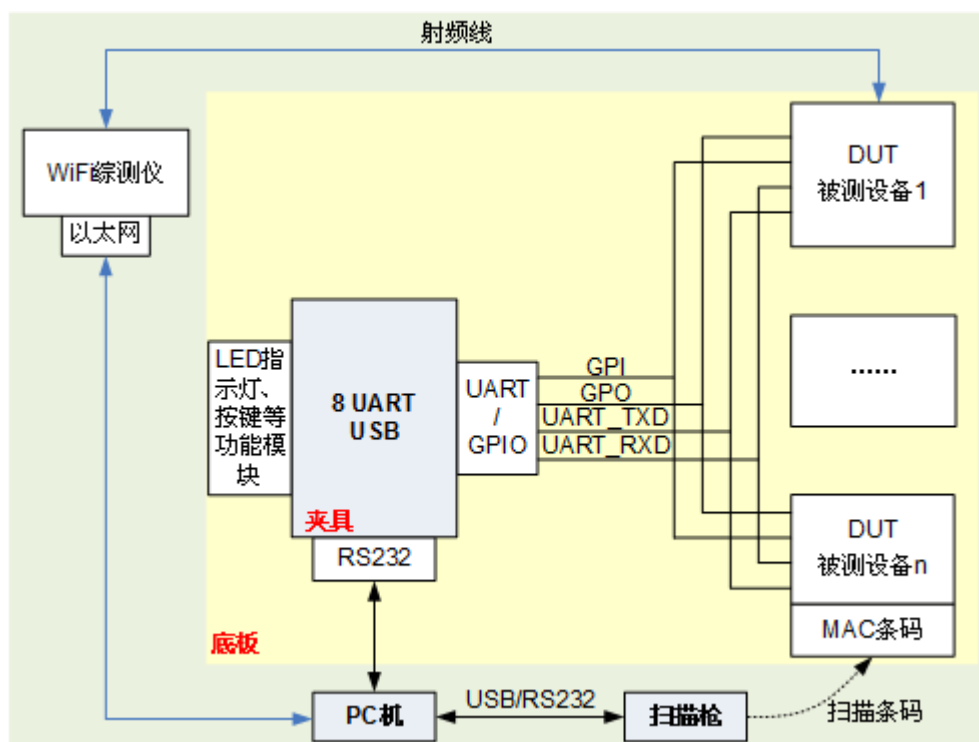 射频线
WiFi综测仪
以太网
DUT
被测设备1
LED指
示灯、
按键等
功能模
块
8 UART
USB
夹具
RS232
UART
/
GPIO
GPI
GPO
UART_TXD
UART_RXD
......
DUT
被测设备n
MAC条码
底板
PC机
USB/RS232
扫描枪
扫描条码